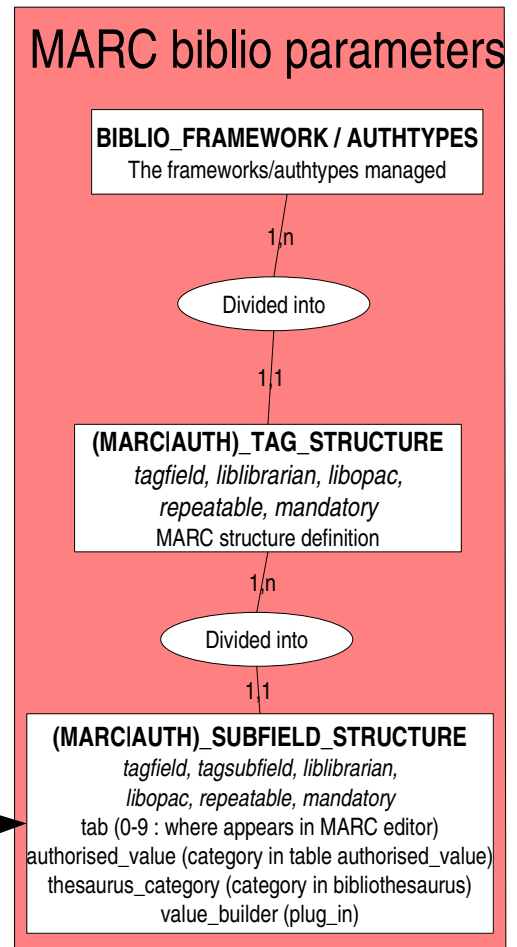 MARC biblio parameters
BIBLIO_FRAMEWORK / AUTHTYPES
The frameworks/authtypes managed
1,n
Divided into
1,1
(MARC|AUTH)_TAG_STRUCTURE
tagfield, liblibrarian, libopac,
repeatable, mandatory
MARC structure definition
1,n
Divided into
1,1
(MARC|AUTH)_SUBFIELD_STRUCTURE
tagfield, tagsubfield, liblibrarian,
libopac, repeatable, mandatory
tab (0-9 : where appears in MARC editor)
authorised_value (category in table authorised_value)
thesaurus_category (category in bibliothesaurus)
value_builder (plug_in)